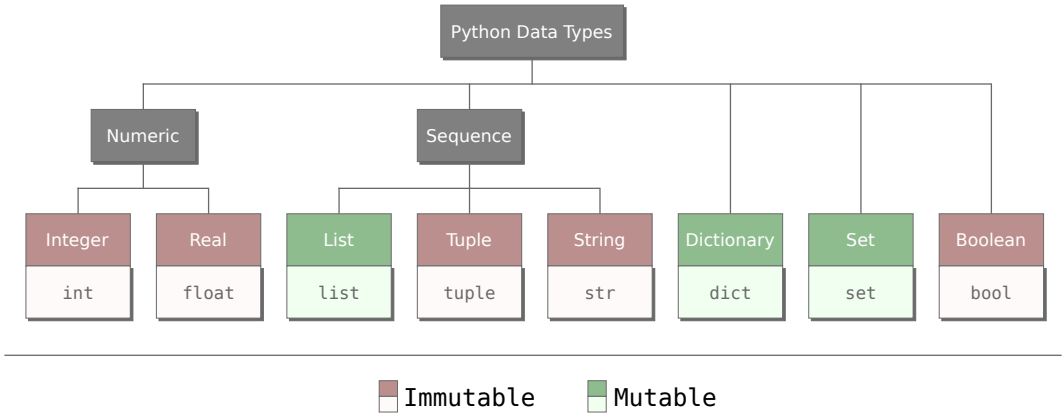 Python Data Types
Numeric
Sequence
Integer
Real
List
Tuple
String
Dictionary
Set
Boolean
int
float
list
tuple
str
dict
set
bool
Immutable
Mutable